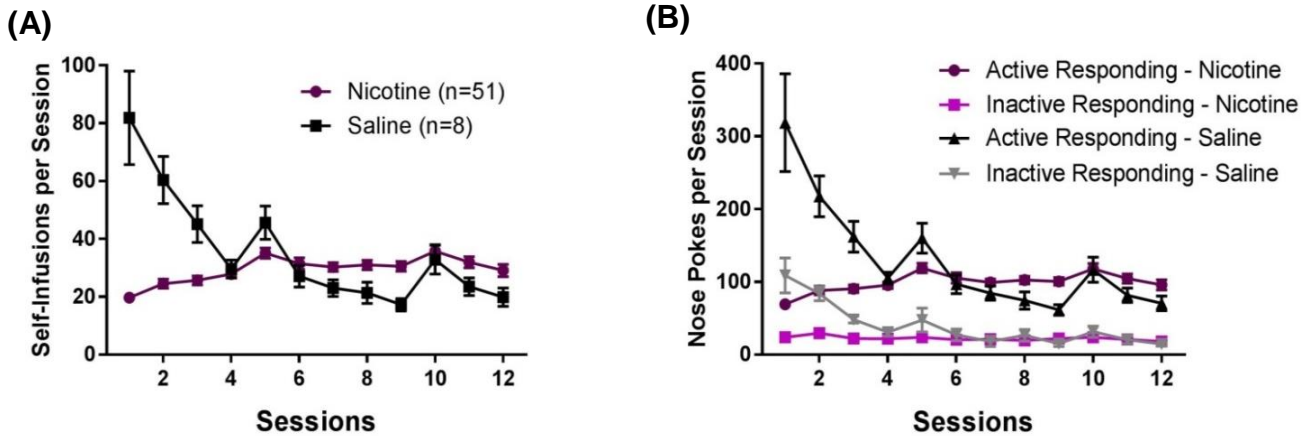 (A)
Self-Infusions per Session
100
80
60
40
20
0
Nicotine (n=51)
Saline (n=8)
2 4 6 8 10 12
Sessions
(B)
Nose Pokes per Session
400
300
200
100
0
Active Responding - Nicotine
Inactive Responding - Nicotine
Active Responding - Saline
Inactive Responding - Saline
2 4 6 8 10 12
Sessions